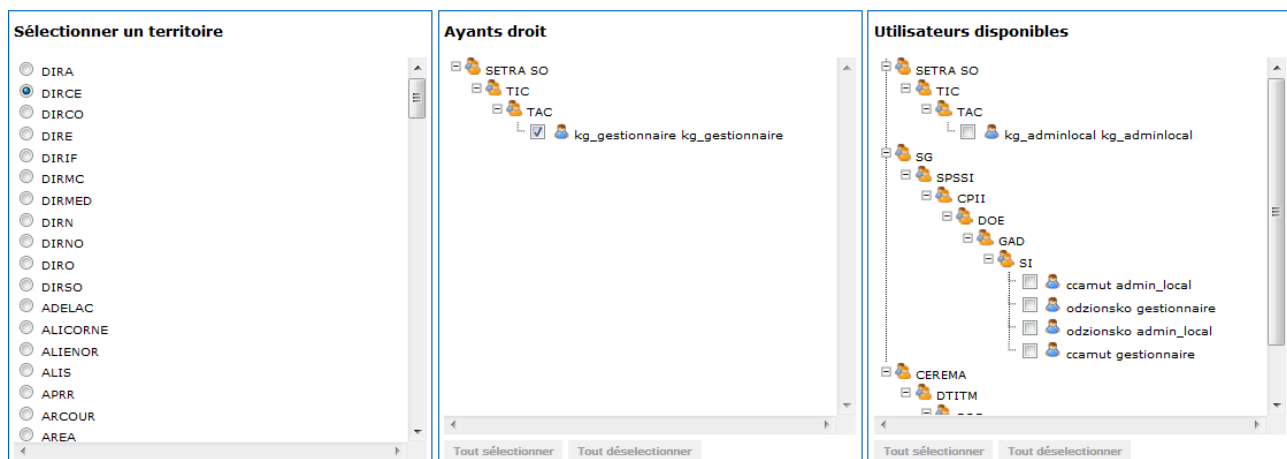 Sélectionner un territoire
DIRA
DIRCE
DIRCO
DIRE
DIRIF
DIRMC
DIRMED
DIRN
DIRNO
DIRO
DIRSO
ADELAC
ALICORNE
ALIENOR
ALIS
APRR
ARCOUR
AREA
Ayants droit
SETRA SO
TIC
TAC
kg_gestionnaire kg_gestionnaire
Tout sélectionner Tout déselectionner
Utilisateurs disponibles
SETRA SO
TIC
TAC
kg_adminlocal kg_adminlocal
SG
SPSSI
CPII
DOE
GAD
SI
ccamut admin_local
odzionsko gestionnaire
odzionsko admin_local
ccamut gestionnaire
CEREMA
DTITM
Tout sélectionner Tout déselectionner